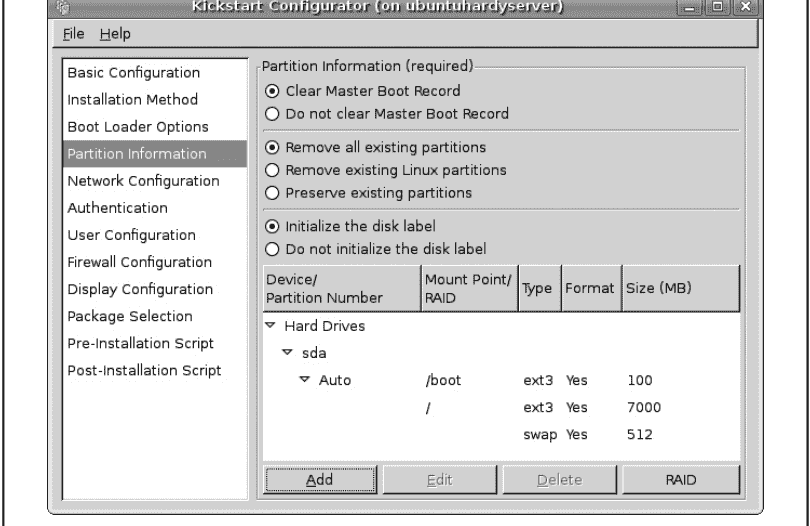 Kickstart Configurator (on ubuntuhardyserver)
File Help
Basic Configuration
Installation Method
Boot Loader Options
Partition Information
Network Configuration
Authentication
User Configuration
Firewall Configuration
Display Configuration
Package Selection
Pre-Installation Script
Post-Installation Script
Partition Information (required)
Clear Master Boot Record
Do not clear Master Boot Record
Remove all existing partitions
Remove existing Linux partitions
Preserve existing partitions
Initialize the disk label
Do not initialize the disk label
Device/
Partition Number
Mount Point/
RAID
Type
Format
Size (MB)
Hard Drives
sda
Auto /boot ext3 Yes 100
/ ext3 Yes 7000
swap Yes 512
Add Edit Delete RAID